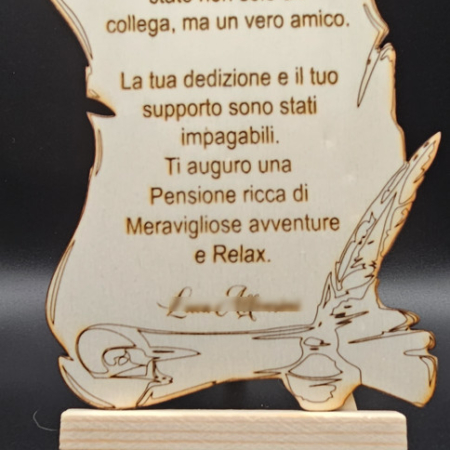 collega, ma un vero amico.
La tua dedizione e il tuo
supporto sono stati
impagabili.
Ti auguro una
Pensione ricca di
Meravigliose avventure
e Relax.